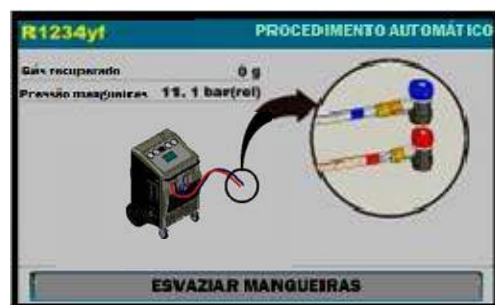 R1234yf
PROCEDIMENTO AUTOMÁTICO
Gás recuperado 0 g
Pressão mangueiras 11. 1 bar(rel)
ESVAZIAR MANGUEIRAS